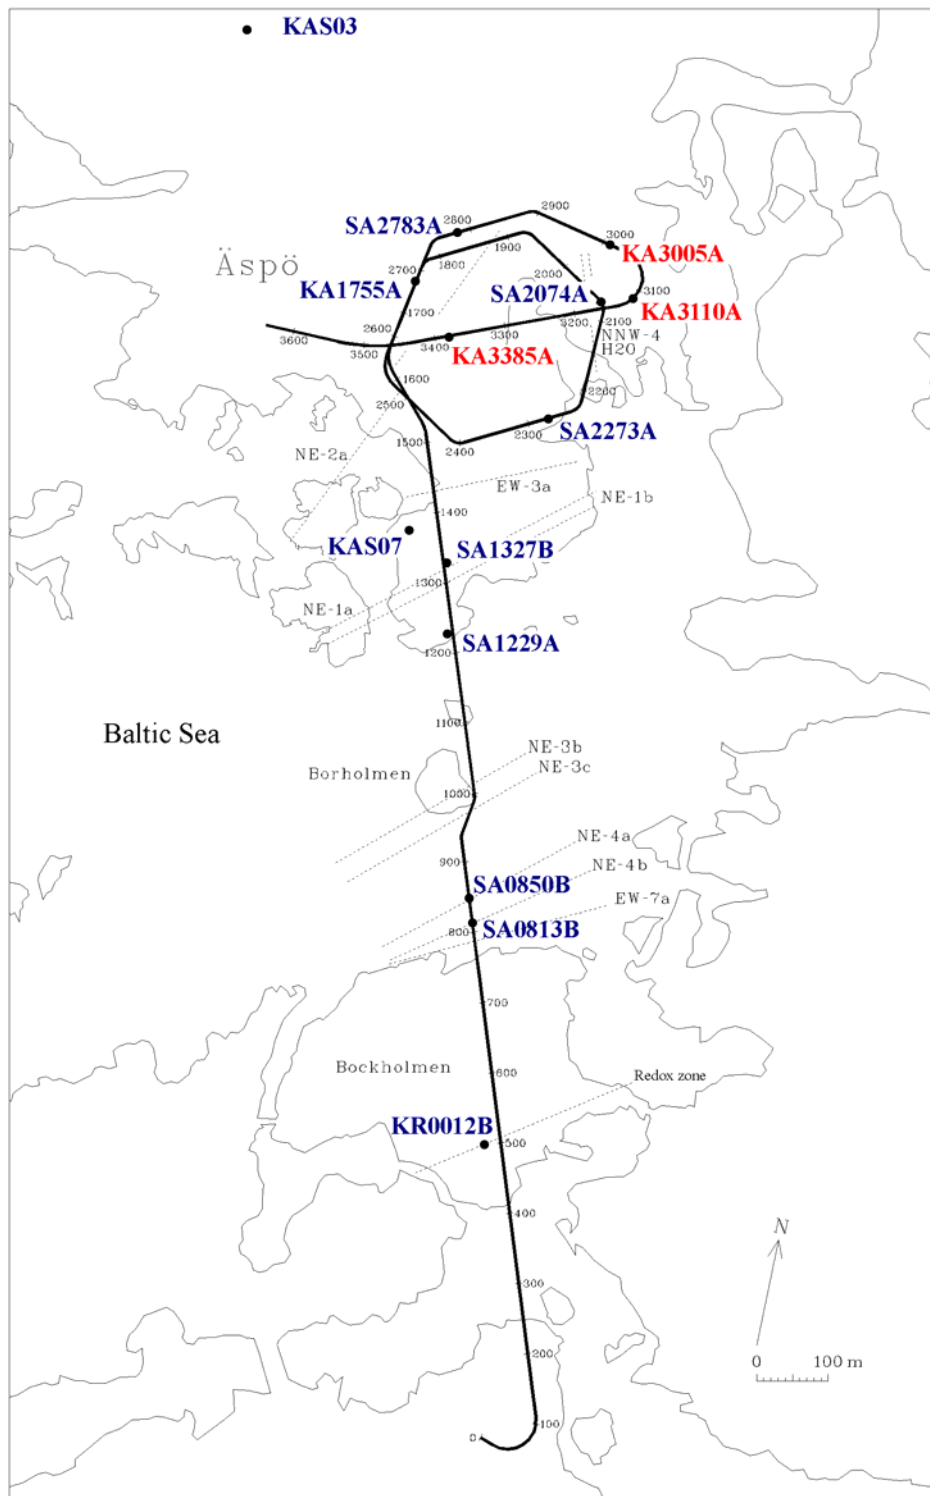 KAS03
SA2783A
2800
2900
3000
KA3005A
1900
Äspö
2700
1800
2000
KA1755A
SA2074A
3100
KA3110A
1700
2600
3600
3500
3400
3300
3200
2100
NNW-4
H20
KA3385A
1600
2500
2200
2300
SA2273A
1500
2400
NE-2a
EW-3a
NE-1b
1400
KAS07
SA1327B
1300
NE-1a
SA1229A
1200
1100
Baltic Sea
NE-3b
NE-3c
Borholmen
1000
NE-4a
900
NE-4b
SA0850B
EW-7a
SA0813B
800
700
Bockholmen
600
Redox zone
KR0012B
500
400
N
300
200
0 100 m
100
0